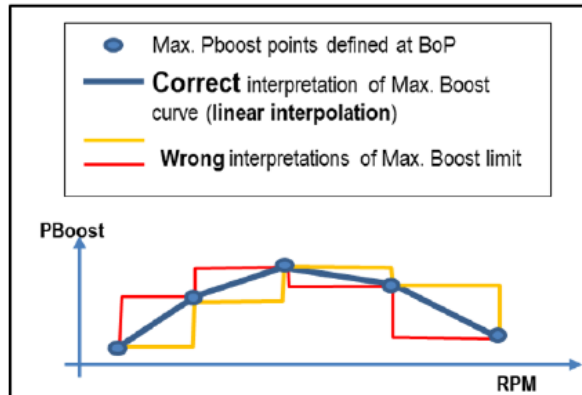 Max. Pboost points defined at BoP
Correct interpretation of Max. Boost
curve (linear interpolation)
Wrong interpretations of Max. Boost limit
PBoost
RPM